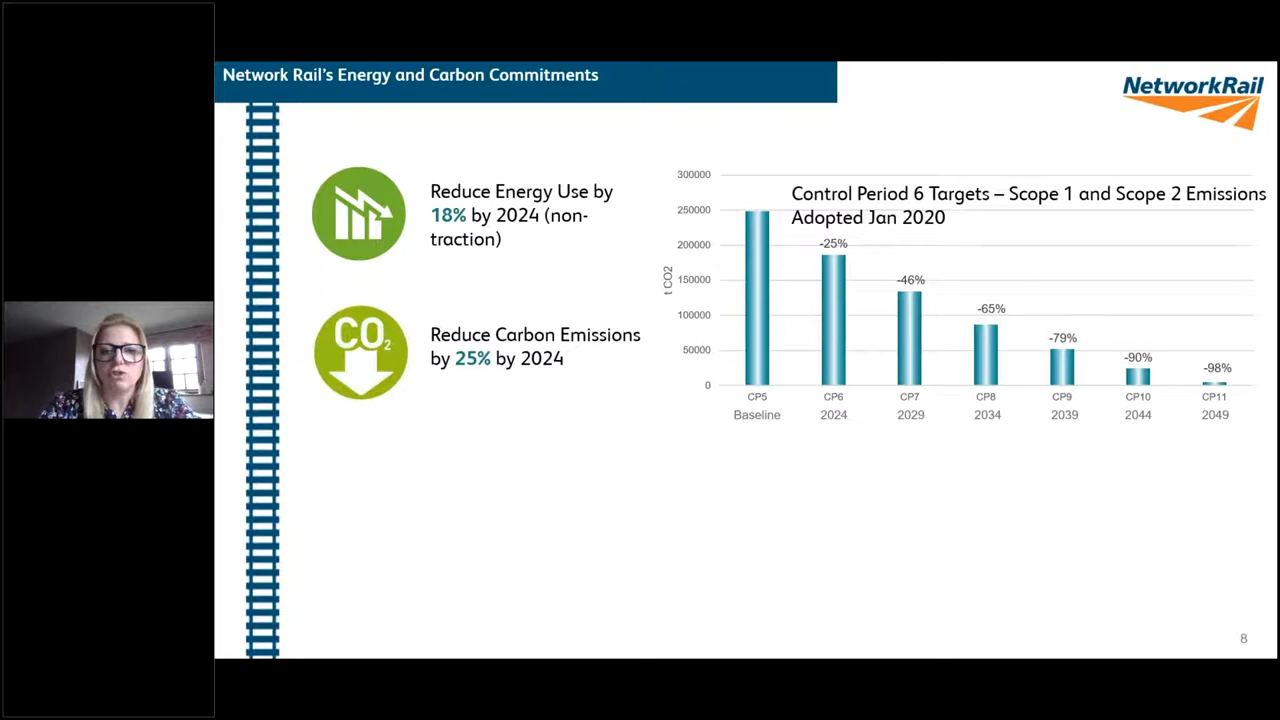 Network Rail's Energy and Carbon Commitments
NetworkRail
Reduce Energy Use by
18% by 2024 (non-
traction)
CO2
Reduce Carbon Emissions
by 25% by 2024
Control Period 6 Targets – Scope 1 and Scope 2 Emissions
Adopted Jan 2020
t CO2
300000
250000
200000
150000
100000
50000
0
-25%
-46%
-65%
-79%
-90%
-98%
CP5 CP6 CP7 CP8 CP9 CP10 CP11
Baseline 2024 2029 2034 2039 2044 2049
8